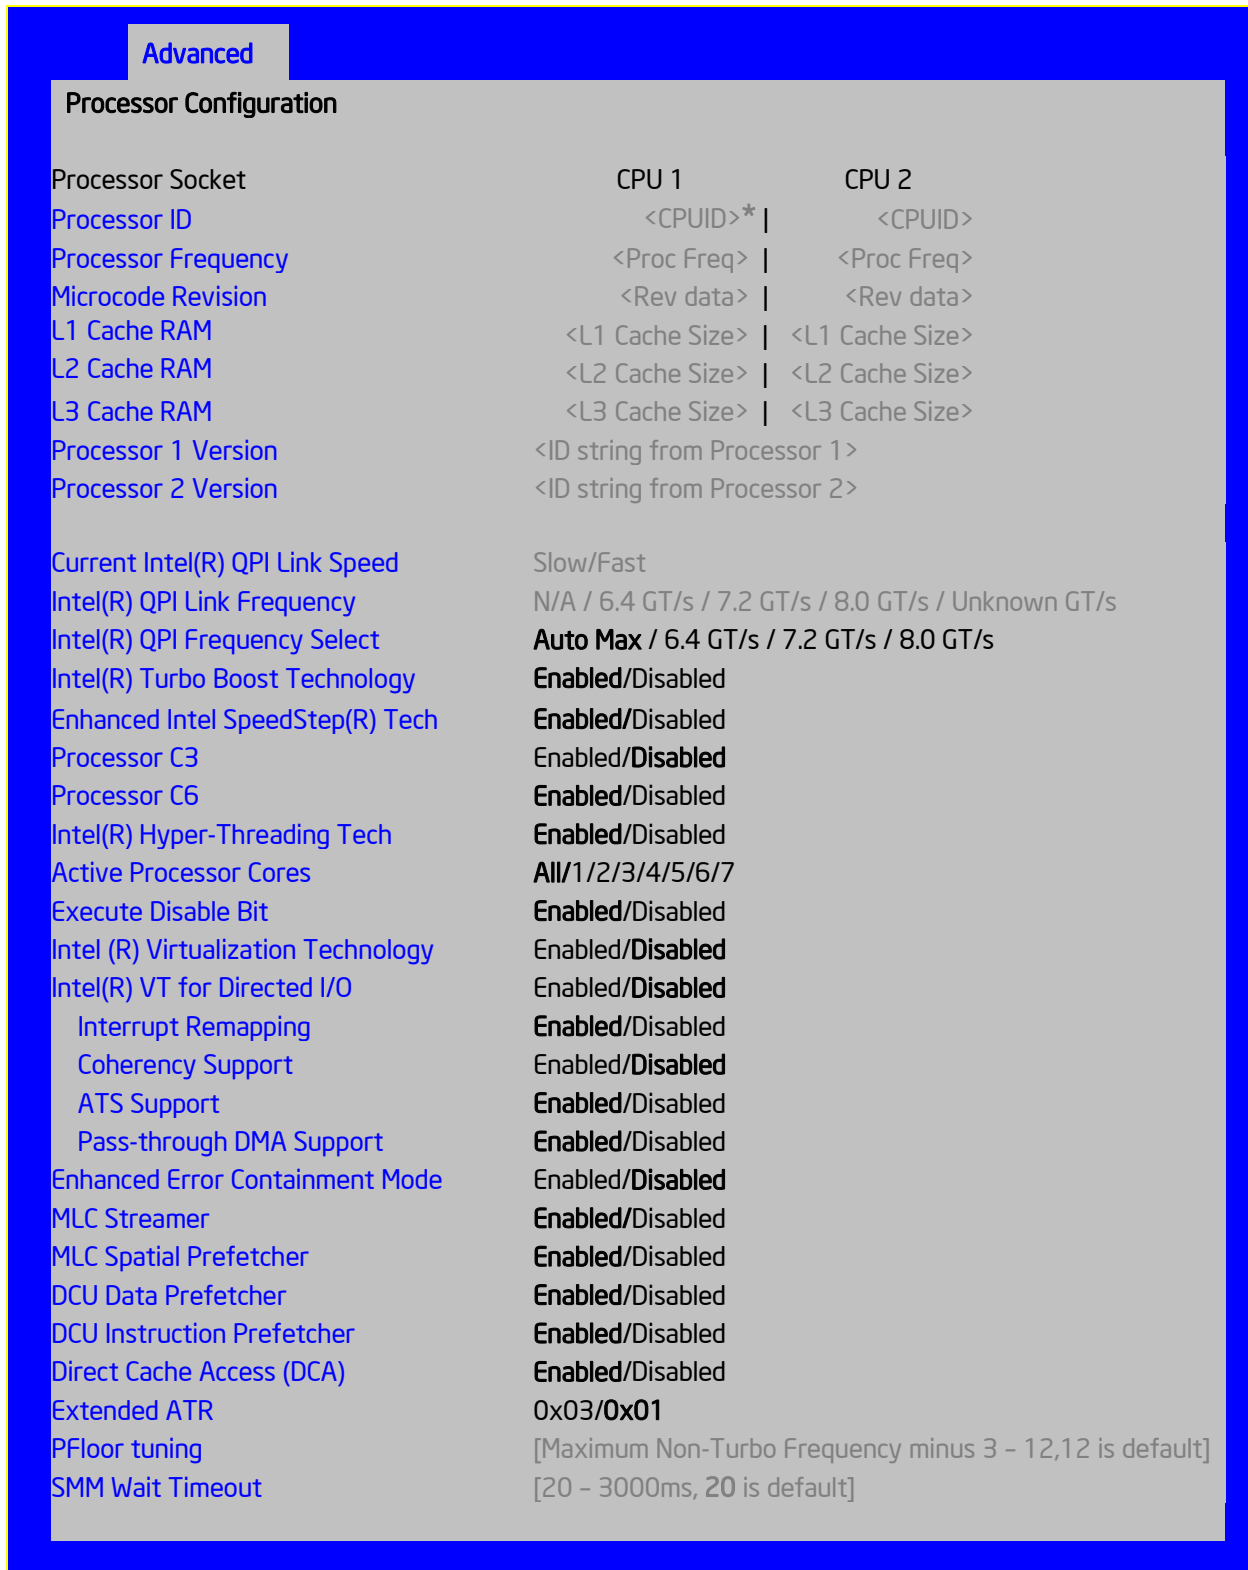 Advanced
Processor Configuration
Processor Socket CPU 1 CPU 2
Processor ID <CPUID>* | <CPUID>
Processor Frequency <Proc Freq> | <Proc Freq>
Microcode Revision <Rev data> | <Rev data>
L1 Cache RAM <L1 Cache Size> | <L1 Cache Size>
L2 Cache RAM <L2 Cache Size> | <L2 Cache Size>
L3 Cache RAM <L3 Cache Size> | <L3 Cache Size>
Processor 1 Version <ID string from Processor 1>
Processor 2 Version <ID string from Processor 2>
Current Intel(R) QPI Link Speed Slow/Fast
Intel(R) QPI Link Frequency N/A / 6.4 GT/s / 7.2 GT/s / 8.0 GT/s / Unknown GT/s
Intel(R) QPI Frequency Select Auto Max / 6.4 GT/s / 7.2 GT/s / 8.0 GT/s
Intel(R) Turbo Boost Technology Enabled/Disabled
Enhanced Intel SpeedStep(R) Tech Enabled/Disabled
Processor C3 Enabled/Disabled
Processor C6 Enabled/Disabled
Intel(R) Hyper-Threading Tech Enabled/Disabled
Active Processor Cores All/1/2/3/4/5/6/7
Execute Disable Bit Enabled/Disabled
Intel (R) Virtualization Technology Enabled/Disabled
Intel(R) VT for Directed I/O Enabled/Disabled
Interrupt Remapping Enabled/Disabled
Coherency Support Enabled/Disabled
ATS Support Enabled/Disabled
Pass-through DMA Support Enabled/Disabled
Enhanced Error Containment Mode Enabled/Disabled
MLC Streamer Enabled/Disabled
MLC Spatial Prefetcher Enabled/Disabled
DCU Data Prefetcher Enabled/Disabled
DCU Instruction Prefetcher Enabled/Disabled
Direct Cache Access (DCA) Enabled/Disabled
Extended ATR 0x03/0x01
PFloor tuning [Maximum Non-Turbo Frequency minus 3 – 12,12 is default]
SMM Wait Timeout [20 – 3000ms, 20 is default]